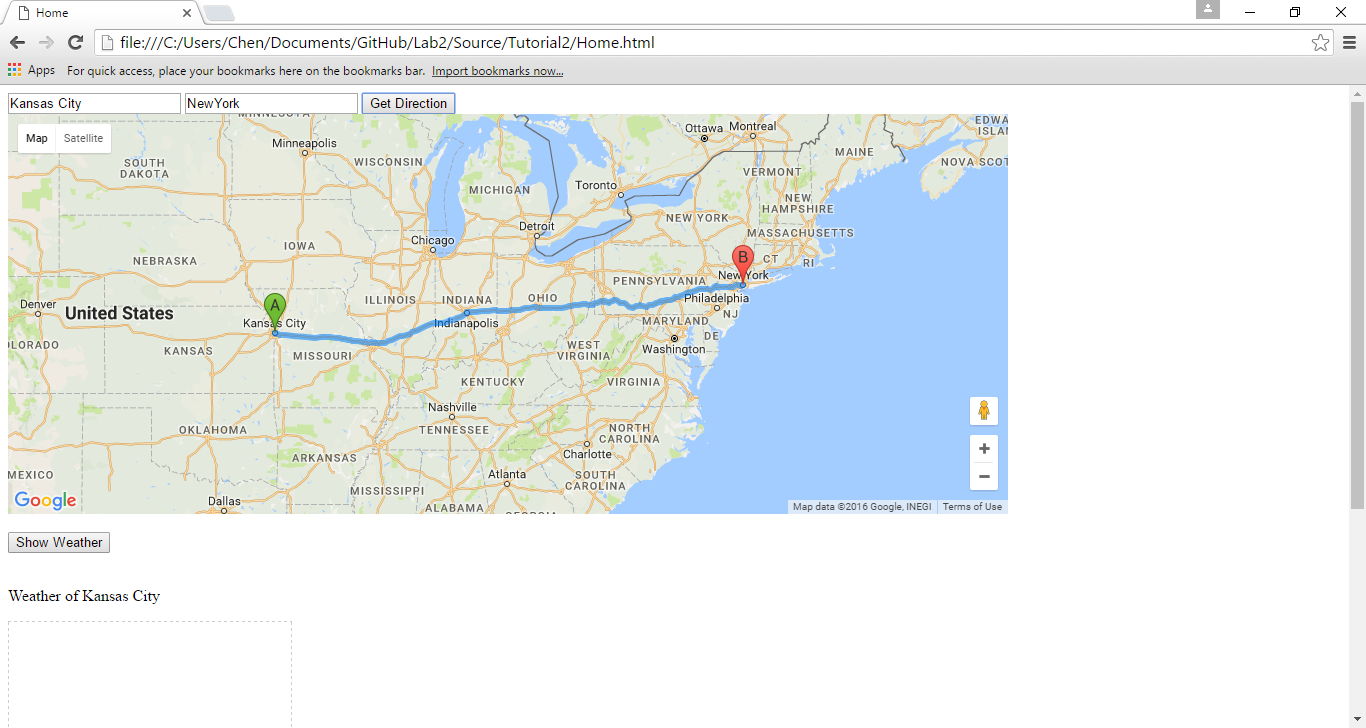 Home
file:///C:/Users/Chen/Documents/GitHub/Lab2/Source/Tutorial2/Home.html
Apps For quick access, place your bookmarks here on the bookmarks bar. Import bookmarks now...
Kansas City NewYork Get Direction
Map Satellite
MINNESOTA
Minneapolis
SOUTH
DAKOTA
WISCONSIN
MICHIGAN
Ottawa
Montreal
MAINE
EDWA
ISLAN
NOVA SCOT
VERMONT
Toronto
NEW
HAMPSHIRE
NEW YORK
MASSACHUSETTS
Detroit
Chicago
IOWA
NEBRASKA
CT
RI
B
New York
PENNSYLVANIA
ILLINOIS
INDIANA
OHIO
Philadelphia
NJ
Denver
United States
A
Kansas City
Indianapolis
MARYLAND
DE
OLORADO
KANSAS
MISSOURI
WEST
VIRGINIA
Washington
KENTUCKY
VIRGINIA
Nashville
TENNESSEE
OKLAHOMA
NORTH
CAROLINA
ARKANSAS
Charlotte
MEXICO
Atlanta
SOUTH
CAROLINA
MISSISSIPPI
Dallas
ALABAMA
GEORGIA
Google
Map data ©2016 Google, INEGI Terms of Use
Show Weather
Weather of Kansas City